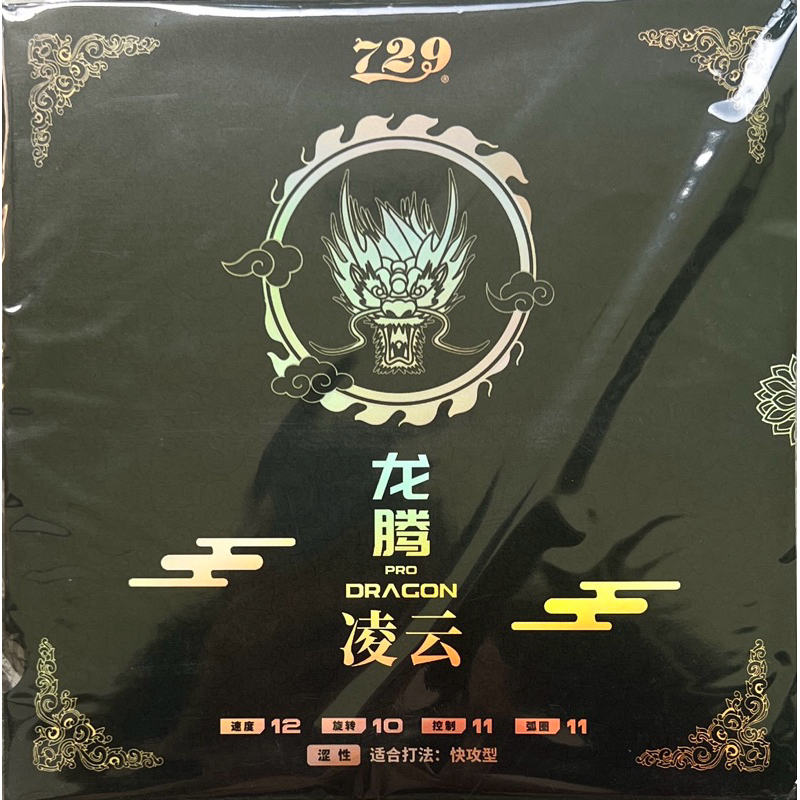 729®
龙
腾
PRO
DRAGON
凌云
速度 12 旋转 10 控制 11 弧圈 11
涩性 适合打法：快攻型